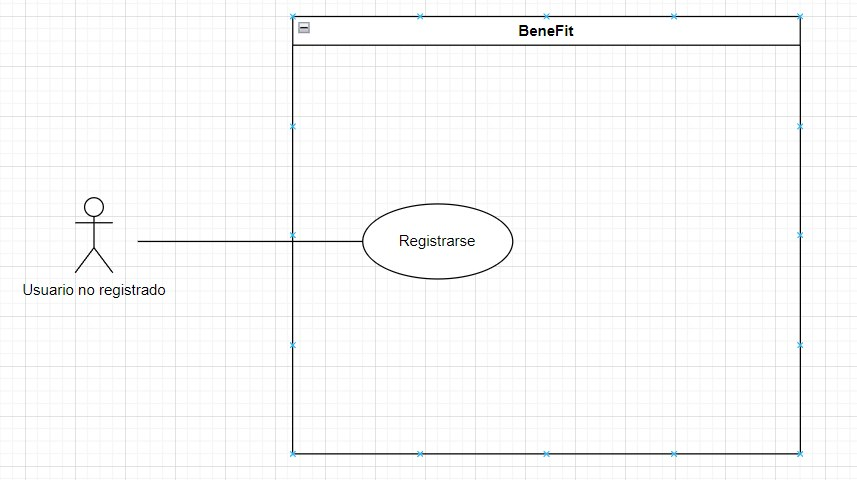 BeneFit
Registrarse
Usuario no registrado